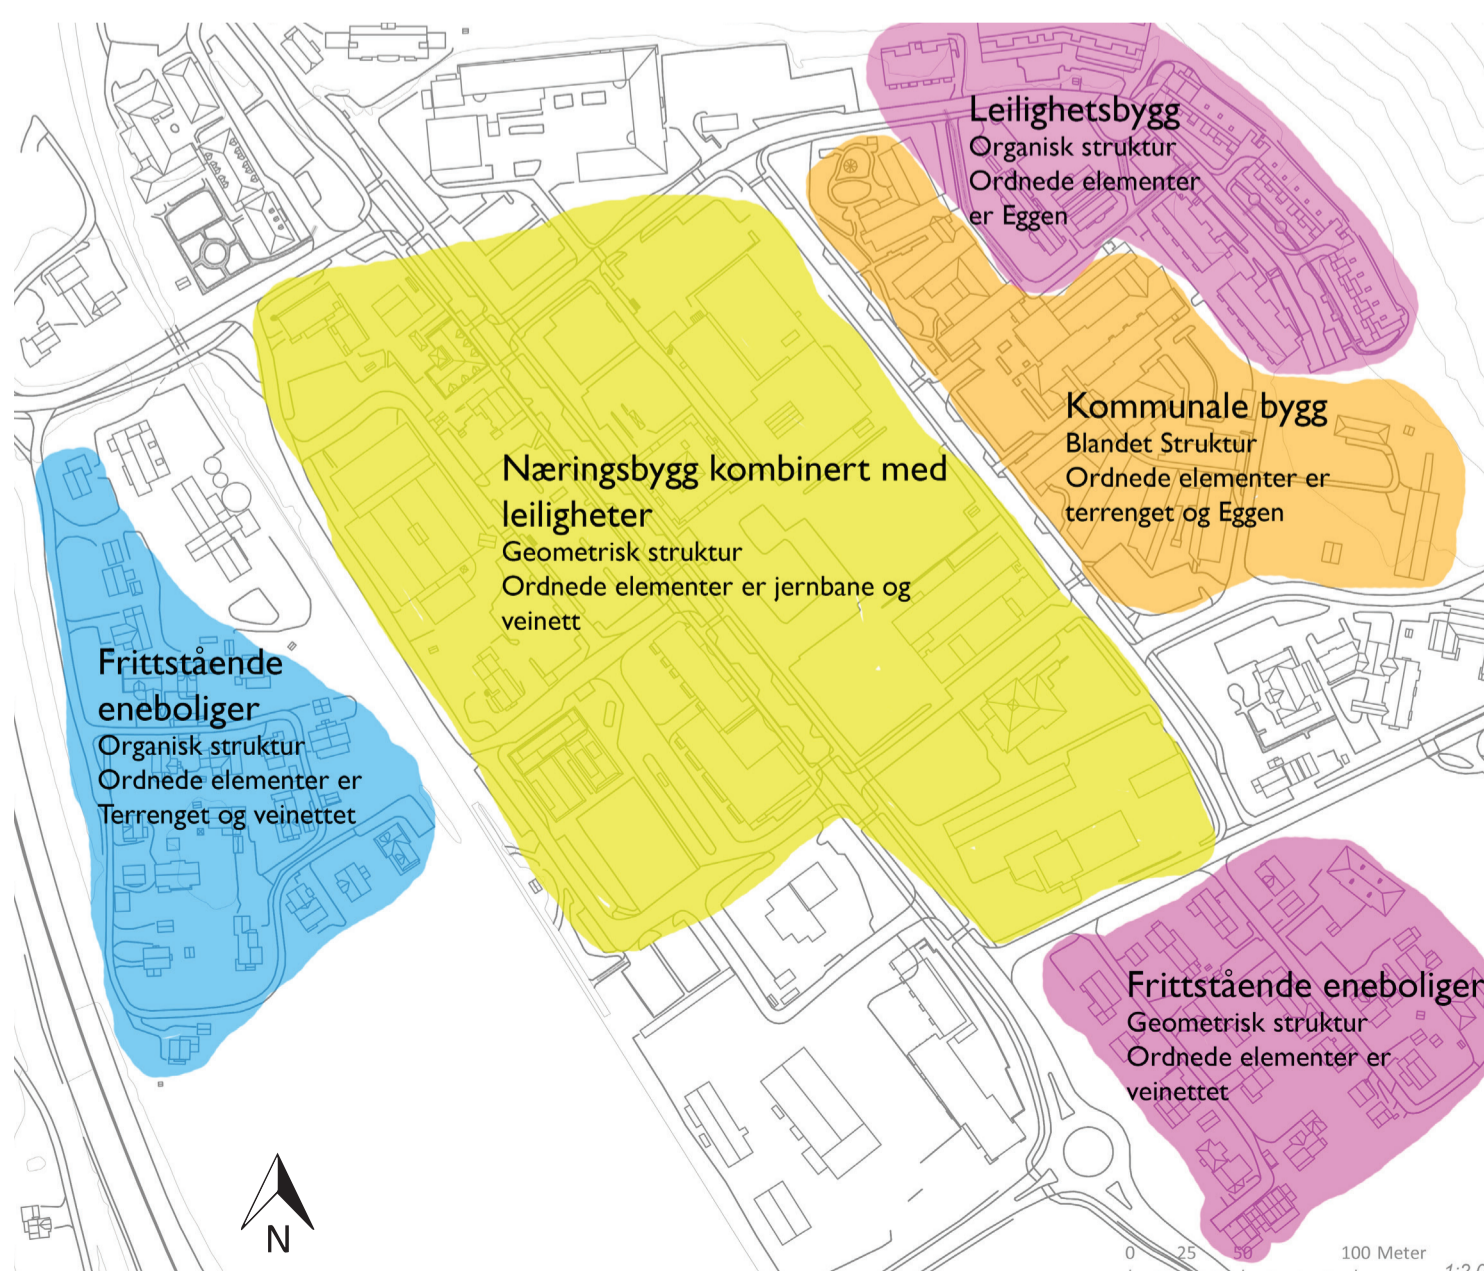 Leilighetsbygg
Organisk struktur
Ordnede elementer
er Eggen
Kommunale bygg
Blandet Struktur
Ordnede elementer er
terrenget og Eggen
Næringsbygg kombinert med
leiligheter
Geometrisk struktur
Ordnede elementer er jernbane og
veinett
Frittstående
eneboliger
Organisk struktur
Ordnede elementer er
Terrenget og veinettet
Frittstående eneboliger
Geometrisk struktur
Ordnede elementer er
veinettet
N
0 25 50 100 Meter